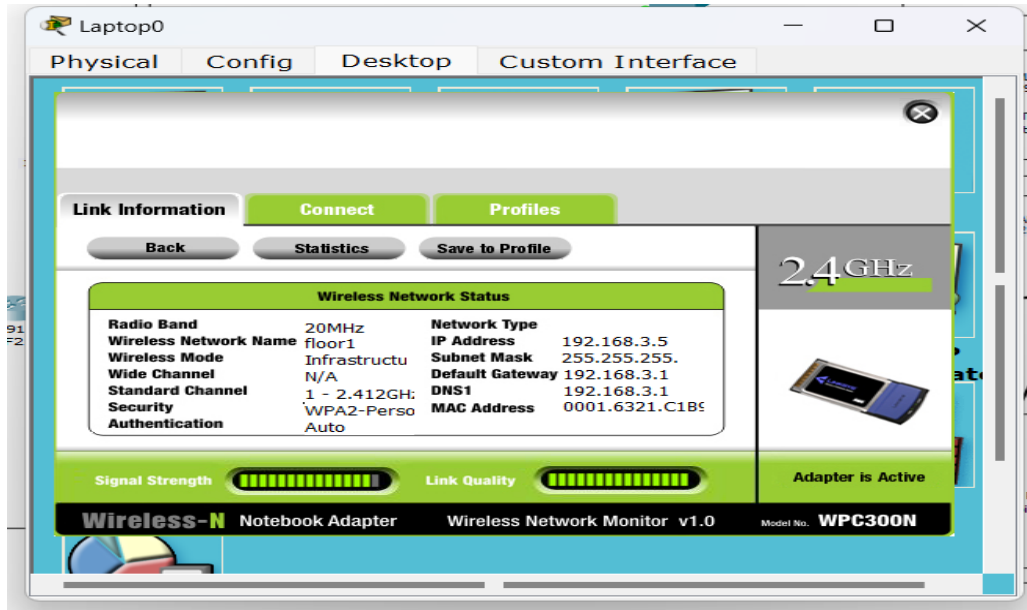 Laptop0
Physical Config Desktop Custom Interface
Link Information Connect Profiles
Back Statistics Save to Profile
2.4GHz
Wireless Network Status
Radio Band 20MHz Network Type
Wireless Network Name floor1 IP Address 192.168.3.5
Wireless Mode Infrastructu Subnet Mask 255.255.255.
Wide Channel N/A Default Gateway 192.168.3.1
Standard Channel 1 - 2.412GH DNS1 192.168.3.1
Security WPA2-Perso MAC Address 0001.6321.C1B9
Authentication Auto
Signal Strength Link Quality Adapter is Active
Wireless-N Notebook Adapter Wireless Network Monitor v1.0 Model No. WPC300N